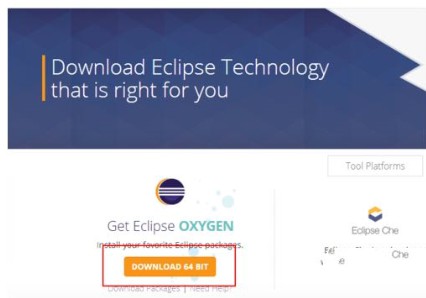 Download Eclipse Technology
that is right for you
Tool Platforms
Get Eclipse OXYGEN
Install your favorite Eclipse packages.
DOWNLOAD 64 BIT
Download Packages | Need Help?
Eclipse Che
Che